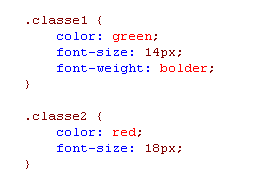 .classe1 {
    color: green;
    font-size: 14px;
    font-weight: bolder;
}

.classe2 {
    color: red;
    font-size: 18px;
}